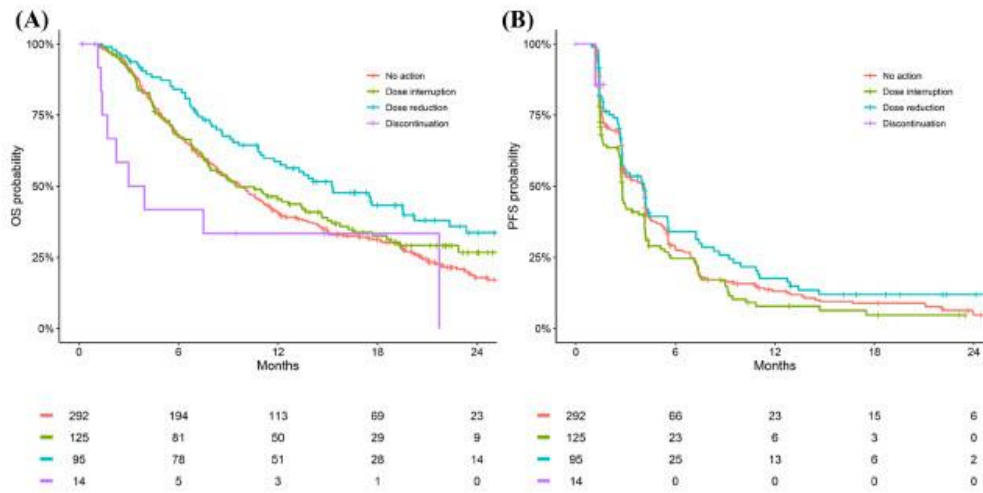 (A)
100%
75%
50%
25%
0%
OS probability
No action
Dose interruption
Dose reduction
Discontinuation
0 6 12 18 24
Months
292 194 113 69 23
125 81 50 29 9
95 78 51 28 14
14 5 3 1 0
(B)
100%
75%
50%
25%
0%
PFS probability
No action
Dose interruption
Dose reduction
Discontinuation
0 6 12 18 24
Months
292 66 23 15 6
125 23 6 3 0
95 25 13 6 2
14 0 0 0 0